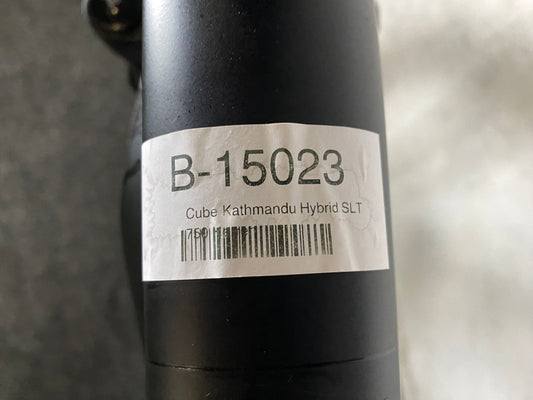 B-15023
Cube Kathmandu Hybrid SLT
750